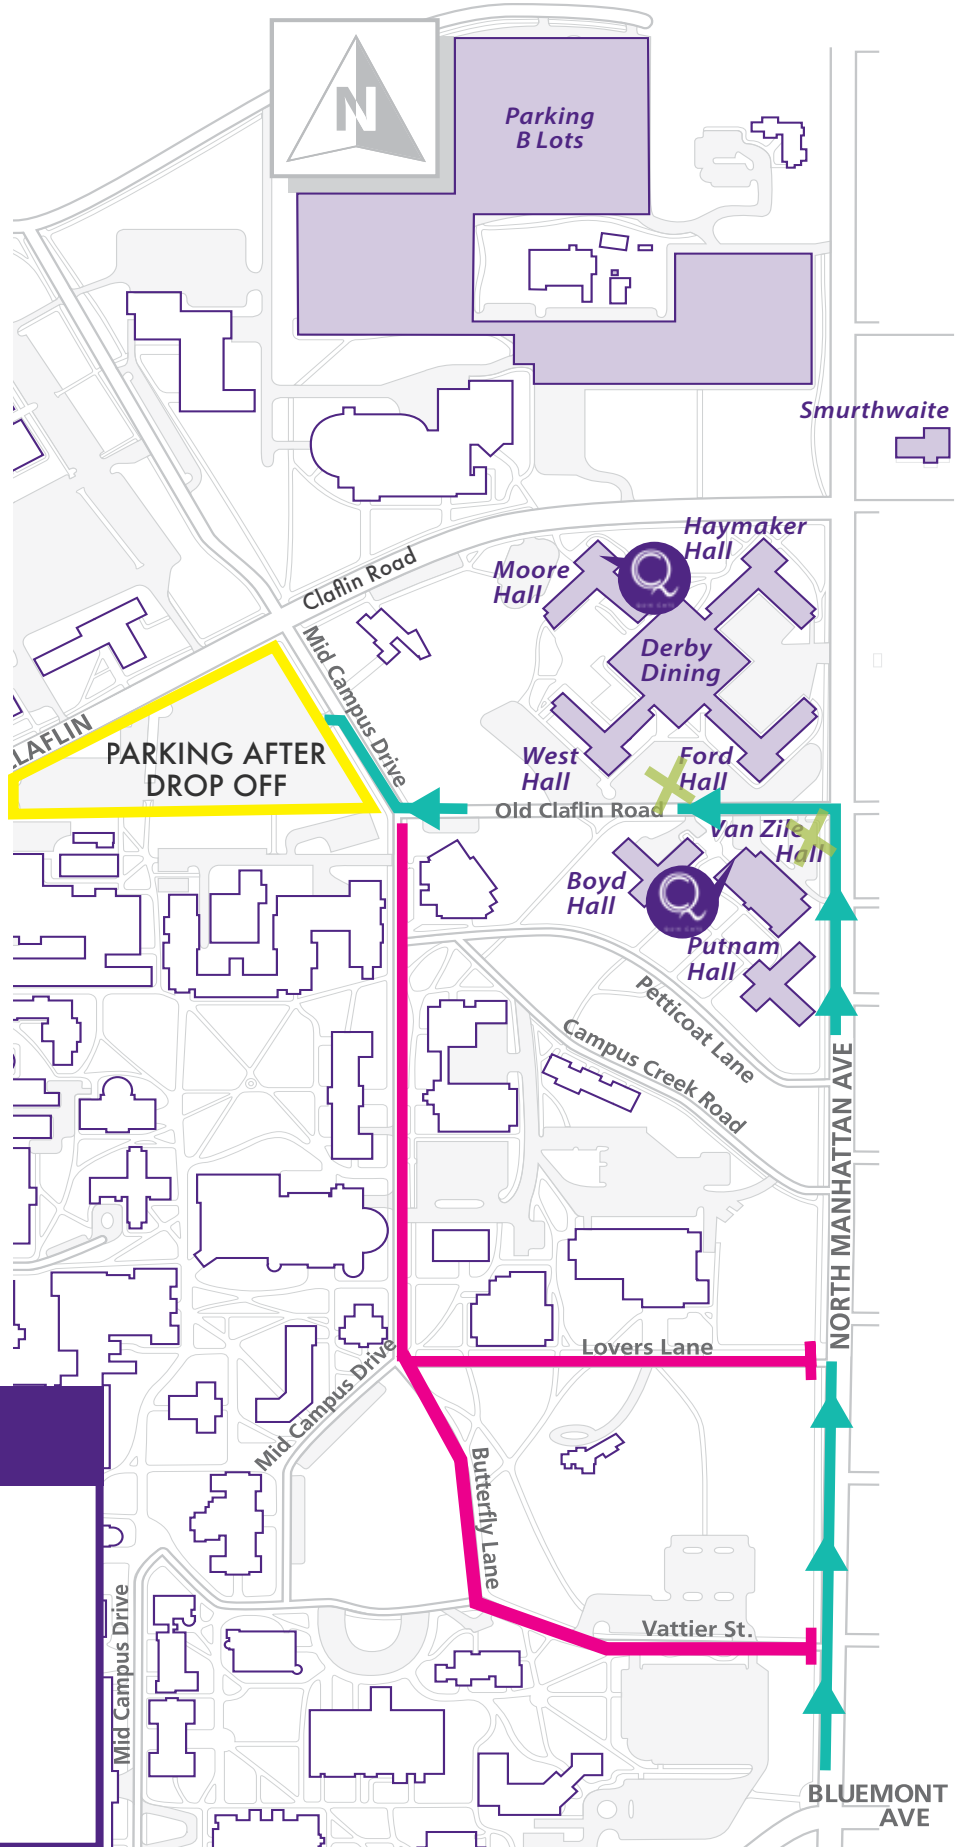 N
Parking
B Lots
Smurthwaite
Haymaker
Hall
Moore
Hall
Q
Claflin Road
Derby
Dining
Mid Campus Drive
LAFLIN
PARKING AFTER
DROP OFF
West
Hall
Ford
Hall
Old Claflin Road
Van Zile
Hall
Boyd
Hall
Q
Putnam
Hall
Petticoat Lane
Campus Creek Road
NORTH MANHATTAN AVE
Lovers Lane
Mid Campus Drive
Butterfly Lane
Mid Campus Drive
Vattier St.
BLUEMONT
AVE